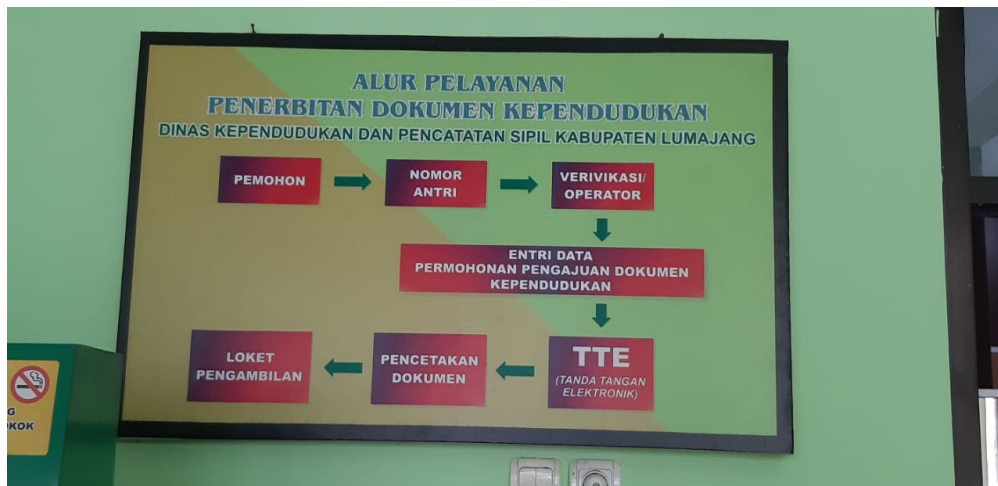 ALUR PELAYANAN
PENERBITAN DOKUMEN KEPENDUDUKAN
DINAS KEPENDUDUKAN DAN PENCATATAN SIPIL KABUPATEN LUMAJANG
PEMOHON
NOMOR
ANTRI
VERIVIKASI/
OPERATOR
ENTRI DATA
PERMOHONAN PENGAJUAN DOKUMEN
KEPENDUDUKAN
TTE
(TANDA TANGAN
ELEKTRONIK)
PENCETAKAN
DOKUMEN
LOKET
PENGAMBILAN